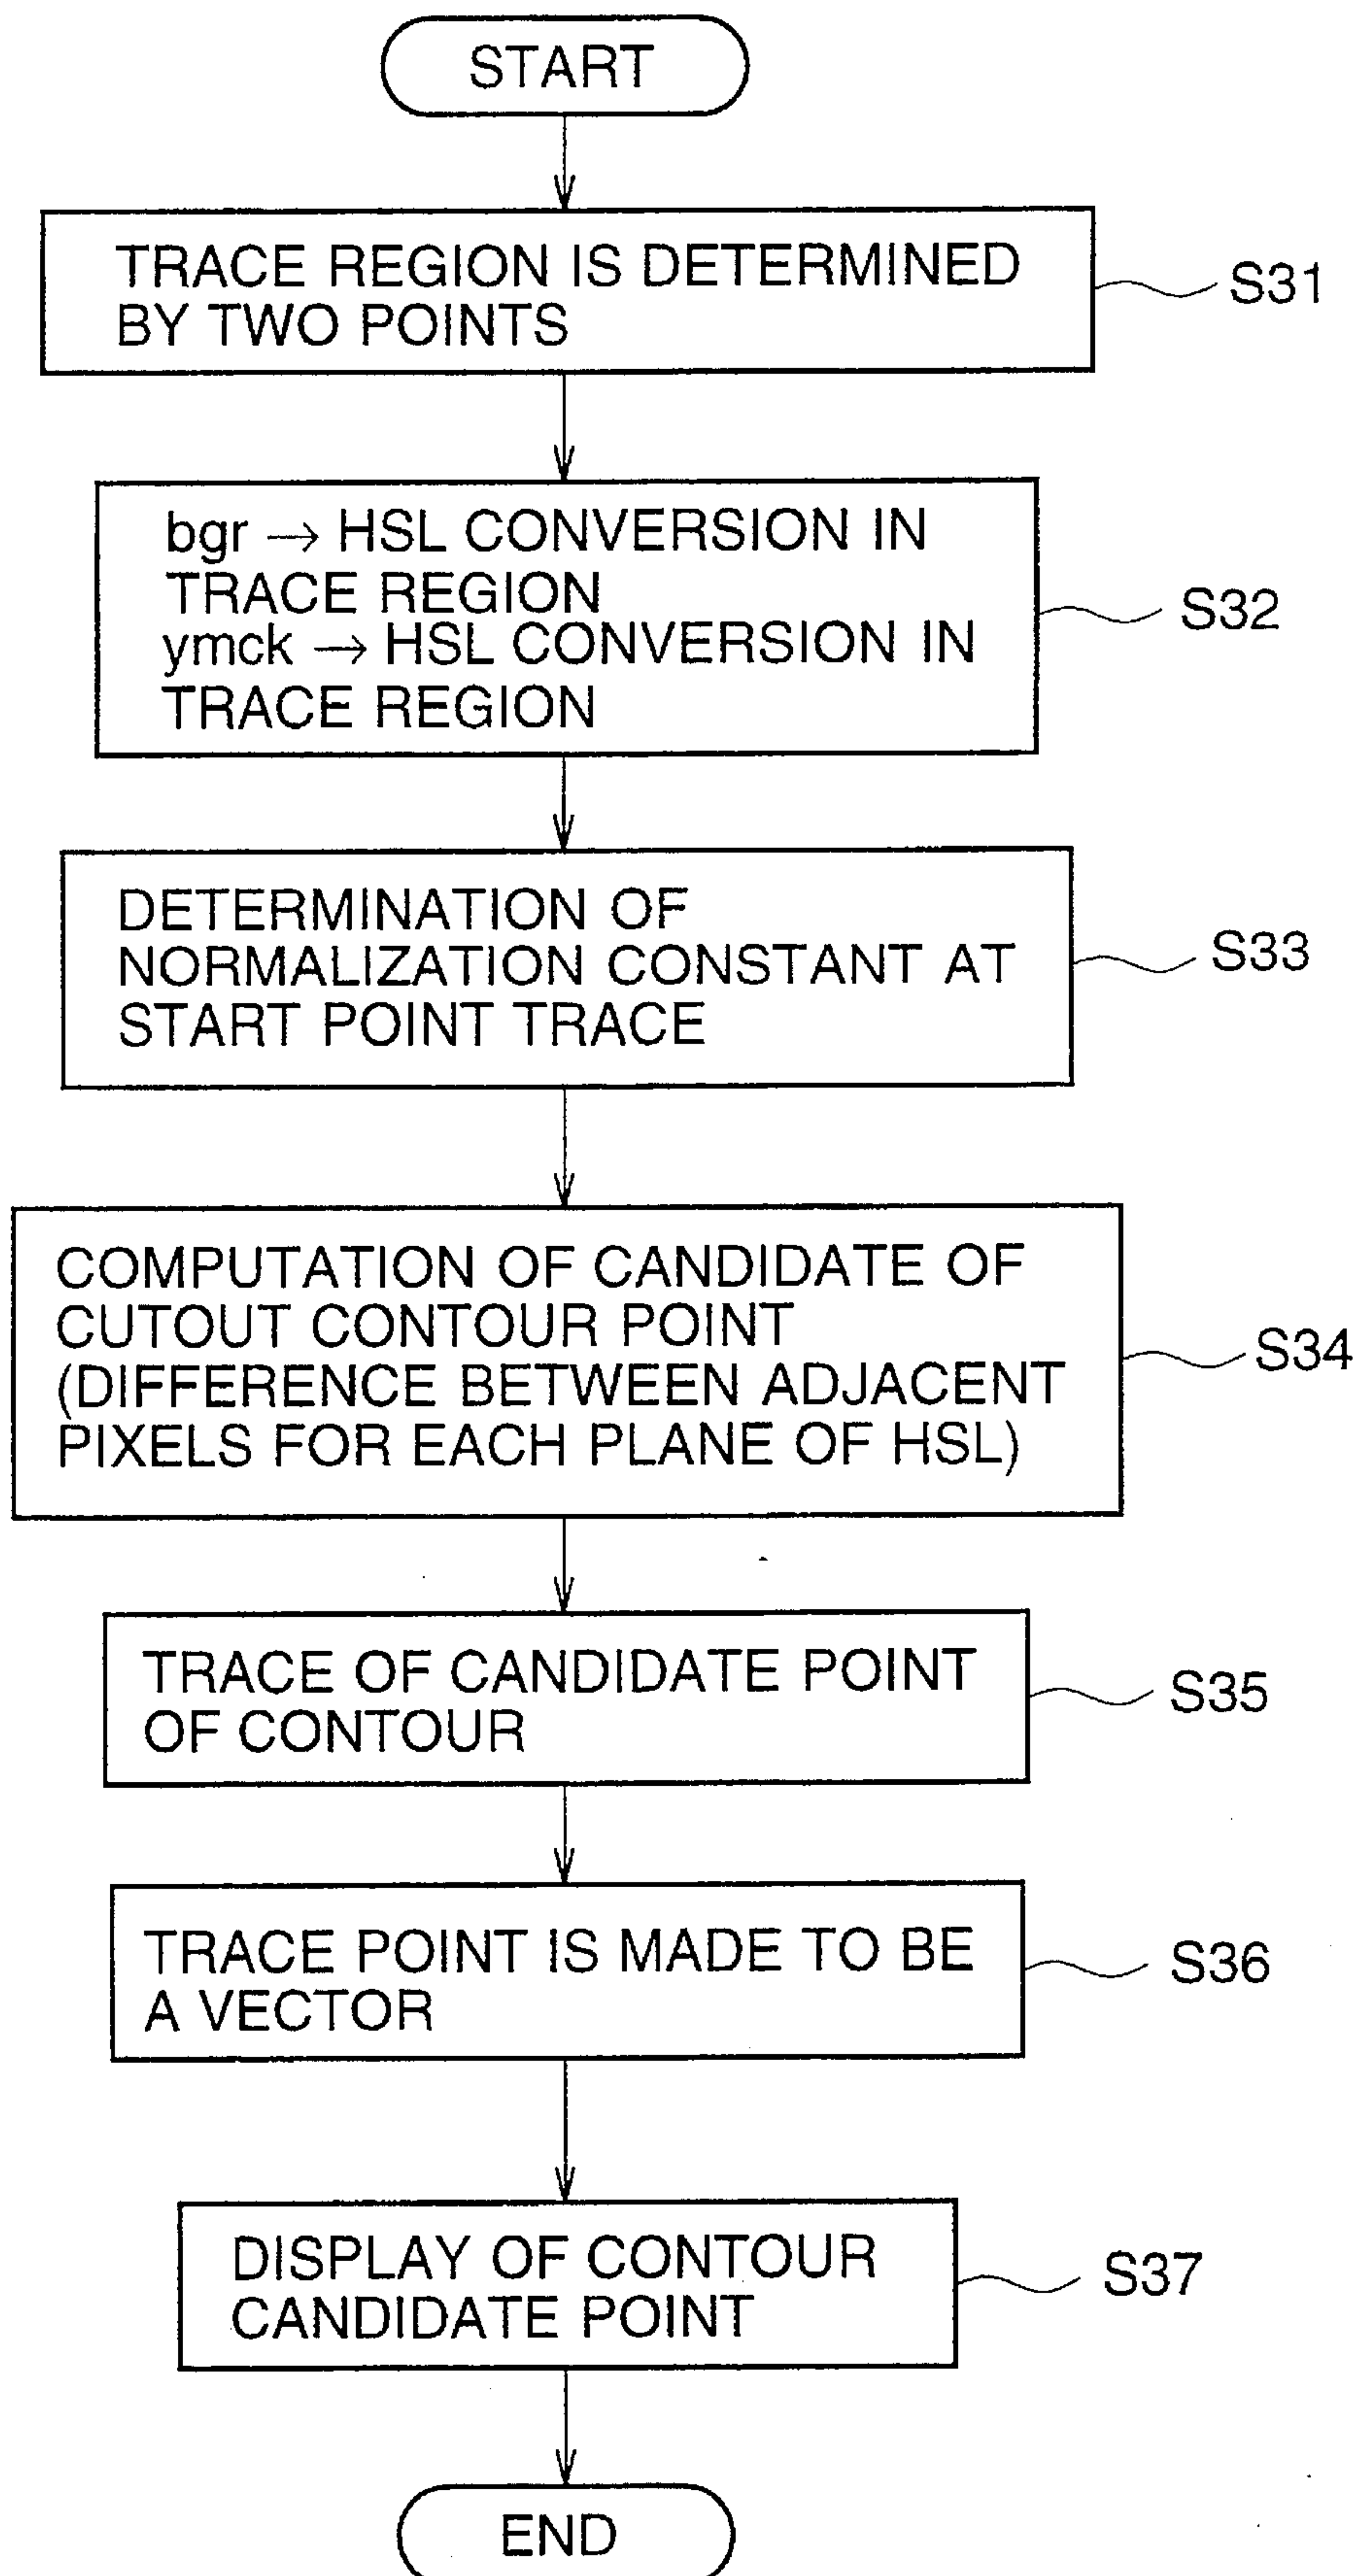 START
TRACE REGION IS DETERMINED
BY TWO POINTS
S31
bgr → HSL CONVERSION IN
TRACE REGION
ymck → HSL CONVERSION IN
TRACE REGION
S32
DETERMINATION OF
NORMALIZATION CONSTANT AT
START POINT TRACE
S33
COMPUTATION OF CANDIDATE OF
CUTOUT CONTOUR POINT
(DIFFERENCE BETWEEN ADJACENT
PIXELS FOR EACH PLANE OF HSL)
S34
TRACE OF CANDIDATE POINT
OF CONTOUR
S35
TRACE POINT IS MADE TO BE
A VECTOR
S36
DISPLAY OF CONTOUR
CANDIDATE POINT
S37
END